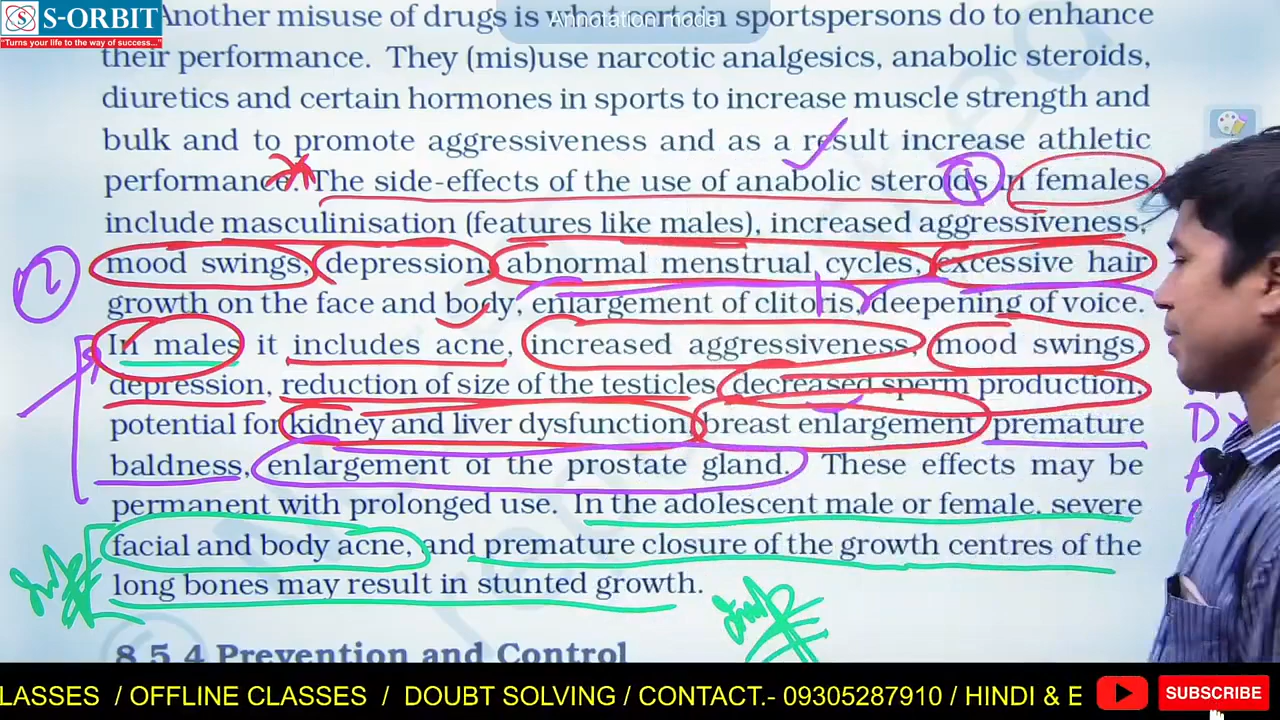 S-ORBIT
"Turns your life to the way of success..."
Annotation mode
Another misuse of drugs is what certain sportspersons do to enhance
their performance. They (mis)use narcotic analgesics, anabolic steroids,
diuretics and certain hormones in sports to increase muscle strength and
bulk and to promote aggressiveness and as a result increase athletic
performance. The side-effects of the use of anabolic steroids in females
include masculinisation (features like males), increased aggressiveness,
mood swings, depression, abnormal menstrual cycles, excessive hair
growth on the face and body, enlargement of clitoris, deepening of voice.
In males it includes acne, increased aggressiveness, mood swings,
depression, reduction of size of the testicles, decreased sperm production,
potential for kidney and liver dysfunction, breast enlargement, premature
baldness, enlargement of the prostate gland. These effects may be
permanent with prolonged use. In the adolescent male or female, severe
facial and body acne, and premature closure of the growth centres of the
long bones may result in stunted growth.
8.5.4 Prevention and Control
LASSES / OFFLINE CLASSES / DOUBT SOLVING / CONTACT.- 09305287910 / HINDI & E
SUBSCRIBE